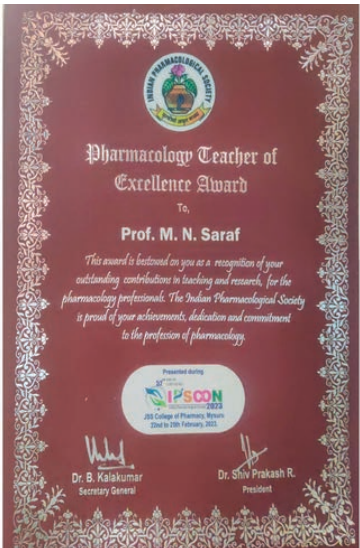 INDIAN PHARMACOLOGICAL SOCIETY
Pharmacology Teacher of
Excellence Award
To,
Prof. M. N. Saraf
This award is bestowed on you as a recognition of your
outstanding contributions in teaching and research, for the
pharmacology professionals. The Indian Pharmacological Society
is proud of your achievements, dedication and commitment
to the profession of pharmacology.
Presented during
IPSCON
2023
JSS College of Pharmacy, Mysuru
22nd to 25th February, 2023.
Dr. B. Kalakumar
Secretary General
Dr. Shiv Prakash R.
President